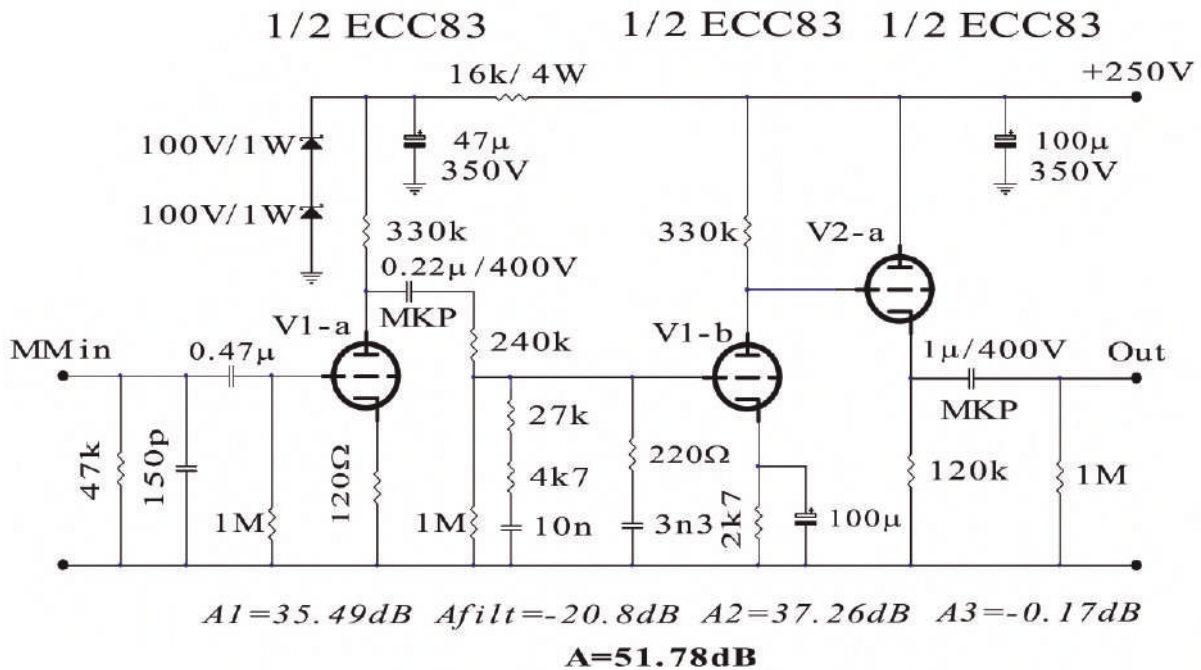 1/2 ECC83
1/2 ECC83
1/2 ECC83
16k/4W
+250V
100V/1W
47μ
350V
100μ
350V
100V/1W
330k
330k
V2-a
0.22μ/400V
MKP
V1-a
V1-b
MMin
0.47μ
240k
1μ/400V
Out
MKP
27k
47k
150p
120Ω
220Ω
4k7
120k
1M
1M
1M
10n
3n3
2k7
100μ
A1=35.49dB Afilt=-20.8dB A2=37.26dB A3=-0.17dB
A=51.78dB